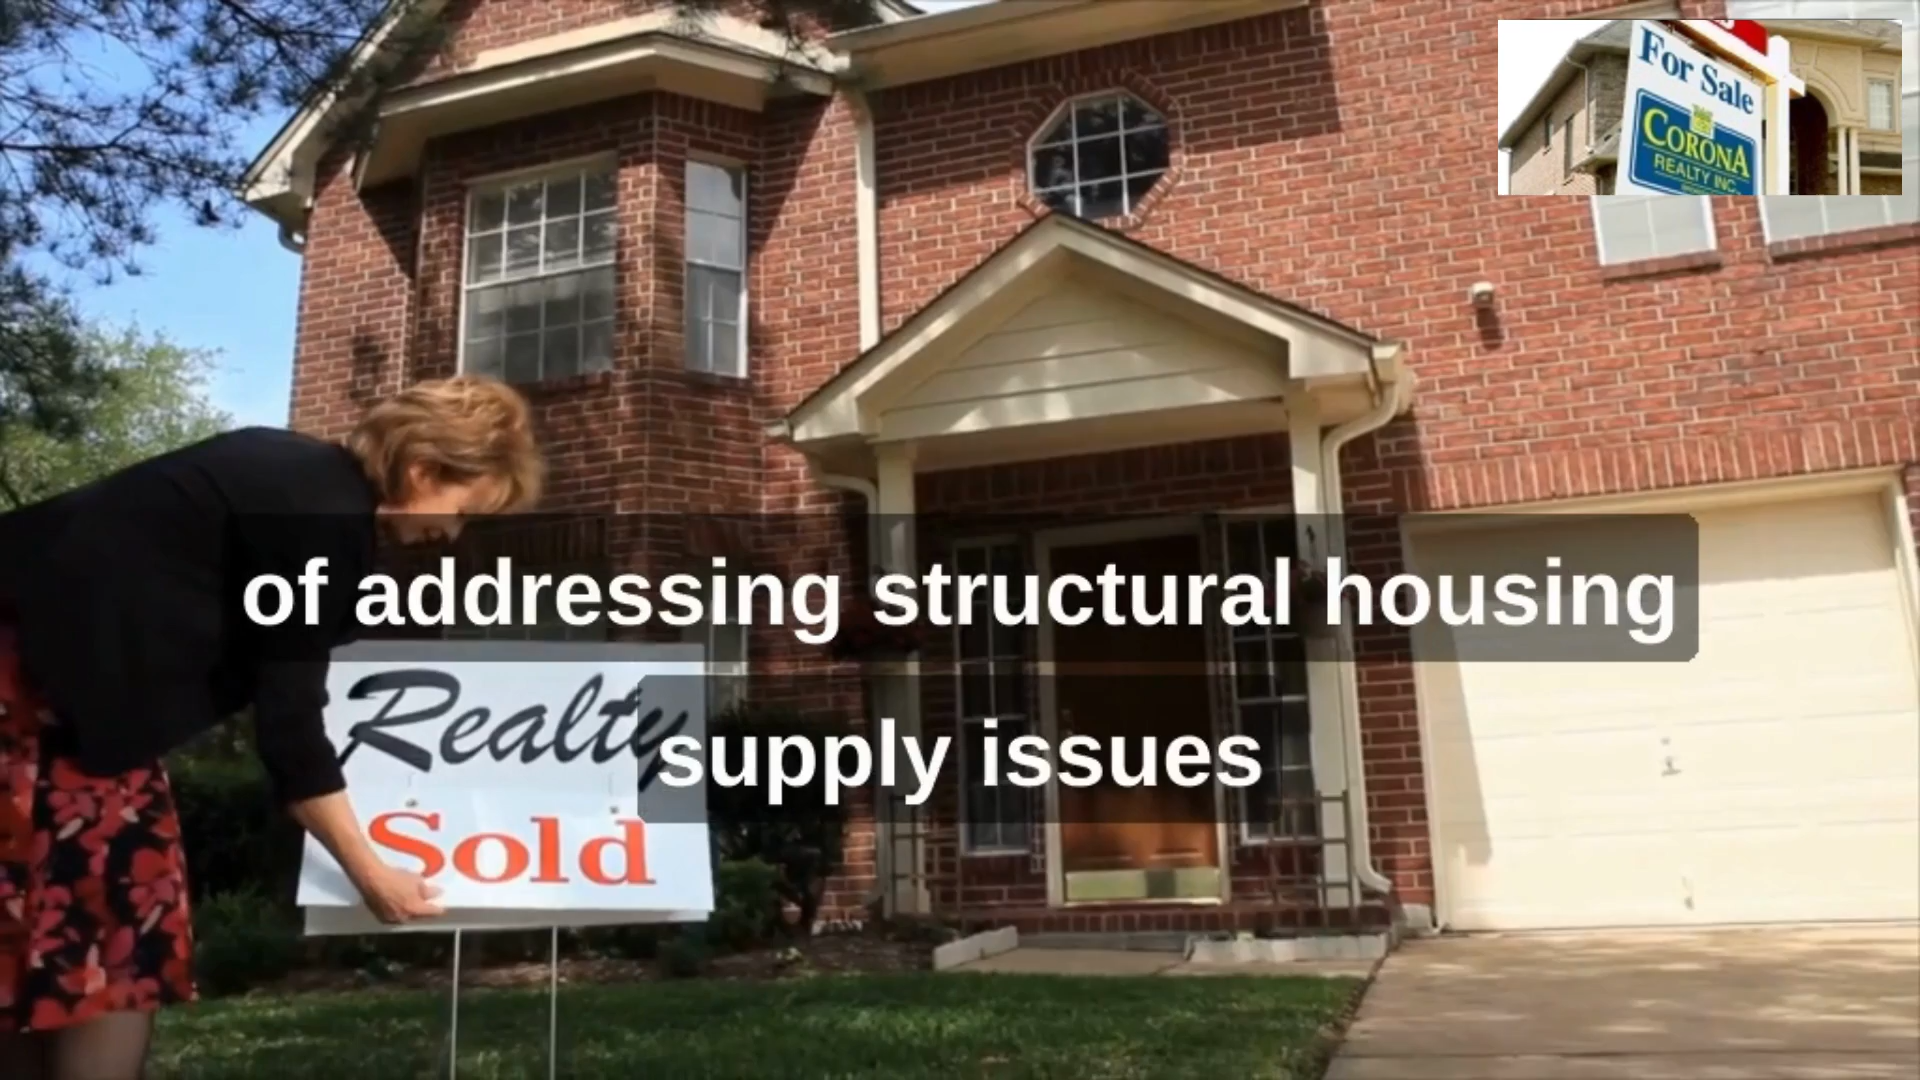 For Sale
CORONA
REALTY INC.
of addressing structural housing
supply issues
Realty
Sold